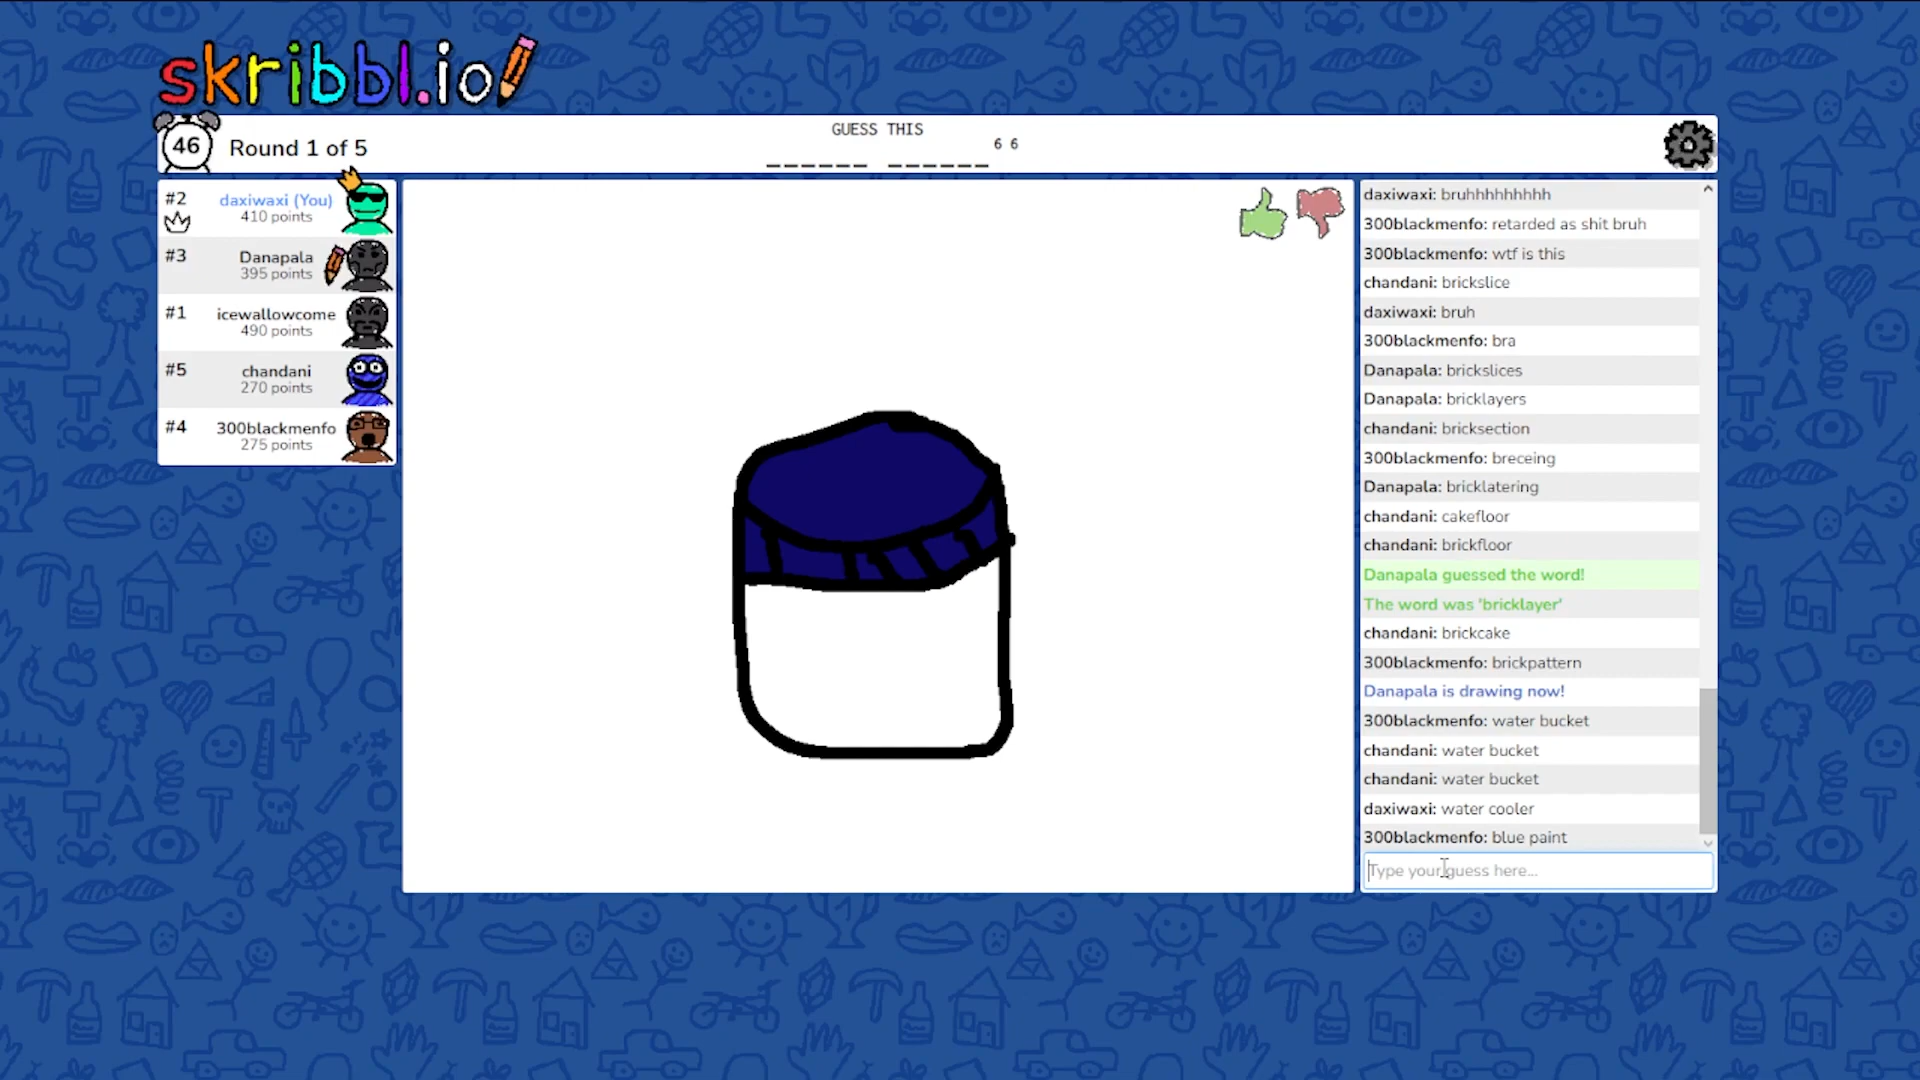 skribbl.io
46
Round 1 of 5
GUESS THIS
______ ______ 6 6
#2 daxiwaxi (You)
410 points
#3 Danapala
395 points
#1 icewallowcome
490 points
#5 chandani
270 points
#4 300blackmenfo
275 points
daxiwaxi: bruhhhhhhhhh
300blackmenfo: retarded as shit bruh
300blackmenfo: wtf is this
chandani: brickslice
daxiwaxi: bruh
300blackmenfo: bra
Danapala: brickslices
Danapala: bricklayers
chandani: bricksection
300blackmenfo: breceing
Danapala: bricklatering
chandani: cakefloor
chandani: brickfloor
Danapala guessed the word!
The word was 'bricklayer'
chandani: brickcake
300blackmenfo: brickpattern
Danapala is drawing now!
300blackmenfo: water bucket
chandani: water bucket
chandani: water bucket
daxiwaxi: water cooler
300blackmenfo: blue paint
Type your guess here...